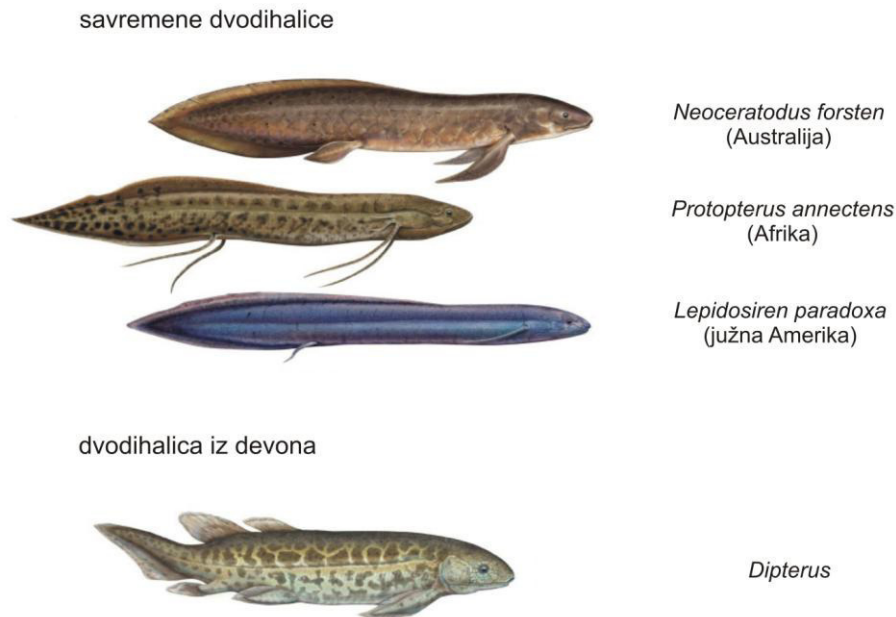 savremene dvodihalice
Neoceratodus forsten
(Australija)
Protopterus annectens
(Afrika)
Lepidosiren paradoxa
(južna Amerika)
dvodihalica iz devona
Dipterus